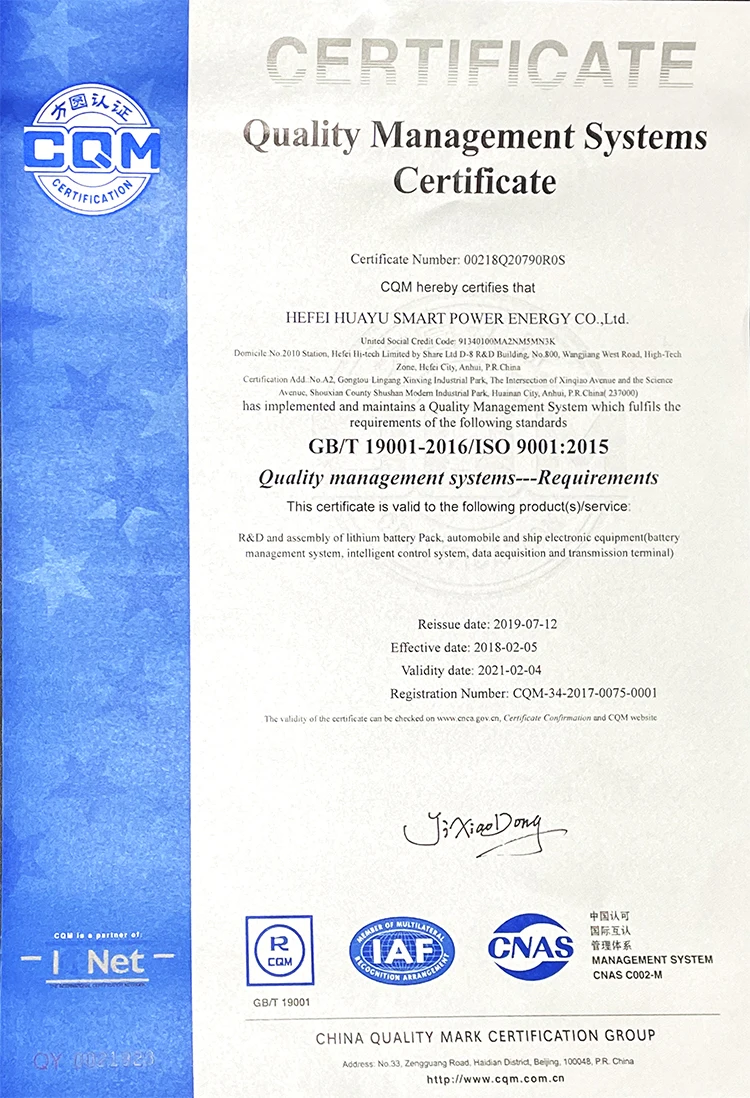 CERTIFICATE
方圆认证
CQM
CERTIFICATION
Quality Management Systems
Certificate
Certificate Number: 00218Q20790R0S
CQM hereby certifies that
HEFEI HUAYU SMART POWER ENERGY CO.,Ltd.
United Social Credit Code: 91340100MA2NM5MN3K
Domicile No.2010 Station, Hefei Hi-tech Limited by Share Ltd D-8 R&D Building, No.800, Wangjiang West Road, High-Tech
Zone, Hefei City, Anhui, P.R.China
Certification Add. No.A2, Gongtou Lingang Xinxing Industrial Park, The Intersection of Xinqiao Avenue and the Science
Avenue, Shouxian County Shushan Modern Industrial Park, Huainan City, Anhui, P.R.China( 237000)
has implemented and maintains a Quality Management System which fulfils the
requirements of the following standards
GB/T 19001-2016/ISO 9001:2015
Quality management systems---Requirements
This certificate is valid to the following product(s)/service:
R&D and assembly of lithium battery Pack, automobile and ship electronic equipment(battery
management system, intelligent control system, data acquisition and transmission terminal)
Reissue date: 2019-07-12
Effective date: 2018-02-05
Validity date: 2021-02-04
Registration Number: CQM-34-2017-0075-0001
The validity of the certificate can be checked on www.cnca.gov.cn, Certificate Confirmation and CQM website
Yi XiaoDong
CQM is a partner of:
Net
R
CQM
GB/T 19001
MEMBER OF MULTILATERAL
IAF
RECOGNITION ARRANGEMENT
CNAS
中国认可
国际互认
管理体系
MANAGEMENT SYSTEM
CNAS C002-M
CHINA QUALITY MARK CERTIFICATION GROUP
Address: No.33, Zengguang Road, Haidian District, Beijing, 100048, P.R. China
http://www.cqm.com.cn